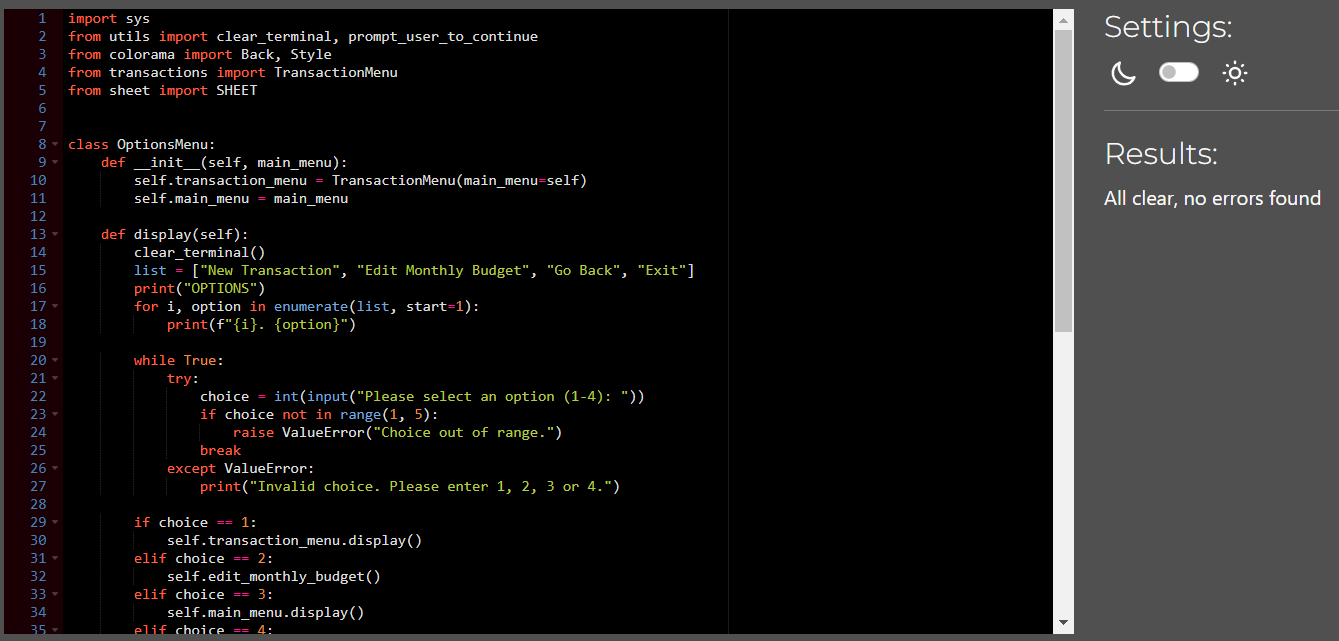 1 import sys
2 from utils import clear_terminal, prompt_user_to_continue
3 from colorama import Back, Style
4 from transactions import TransactionMenu
5 from sheet import SHEET
6
7
8 class OptionsMenu:
9     def __init__(self, main_menu):
10         self.transaction_menu = TransactionMenu(main_menu=self)
11         self.main_menu = main_menu
12
13     def display(self):
14         clear_terminal()
15         list = ["New Transaction", "Edit Monthly Budget", "Go Back", "Exit"]
16         print("OPTIONS")
17         for i, option in enumerate(list, start=1):
18             print(f"{i}. {option}")
19
20         while True:
21             try:
22                 choice = int(input("Please select an option (1-4): "))
23                 if choice not in range(1, 5):
24                     raise ValueError("Choice out of range.")
25                 break
26             except ValueError:
27                 print("Invalid choice. Please enter 1, 2, 3 or 4.")
28
29         if choice == 1:
30             self.transaction_menu.display()
31         elif choice == 2:
32             self.edit_monthly_budget()
33         elif choice == 3:
34             self.main_menu.display()
35         elif choice == 4:
Settings:
Results:
All clear, no errors found